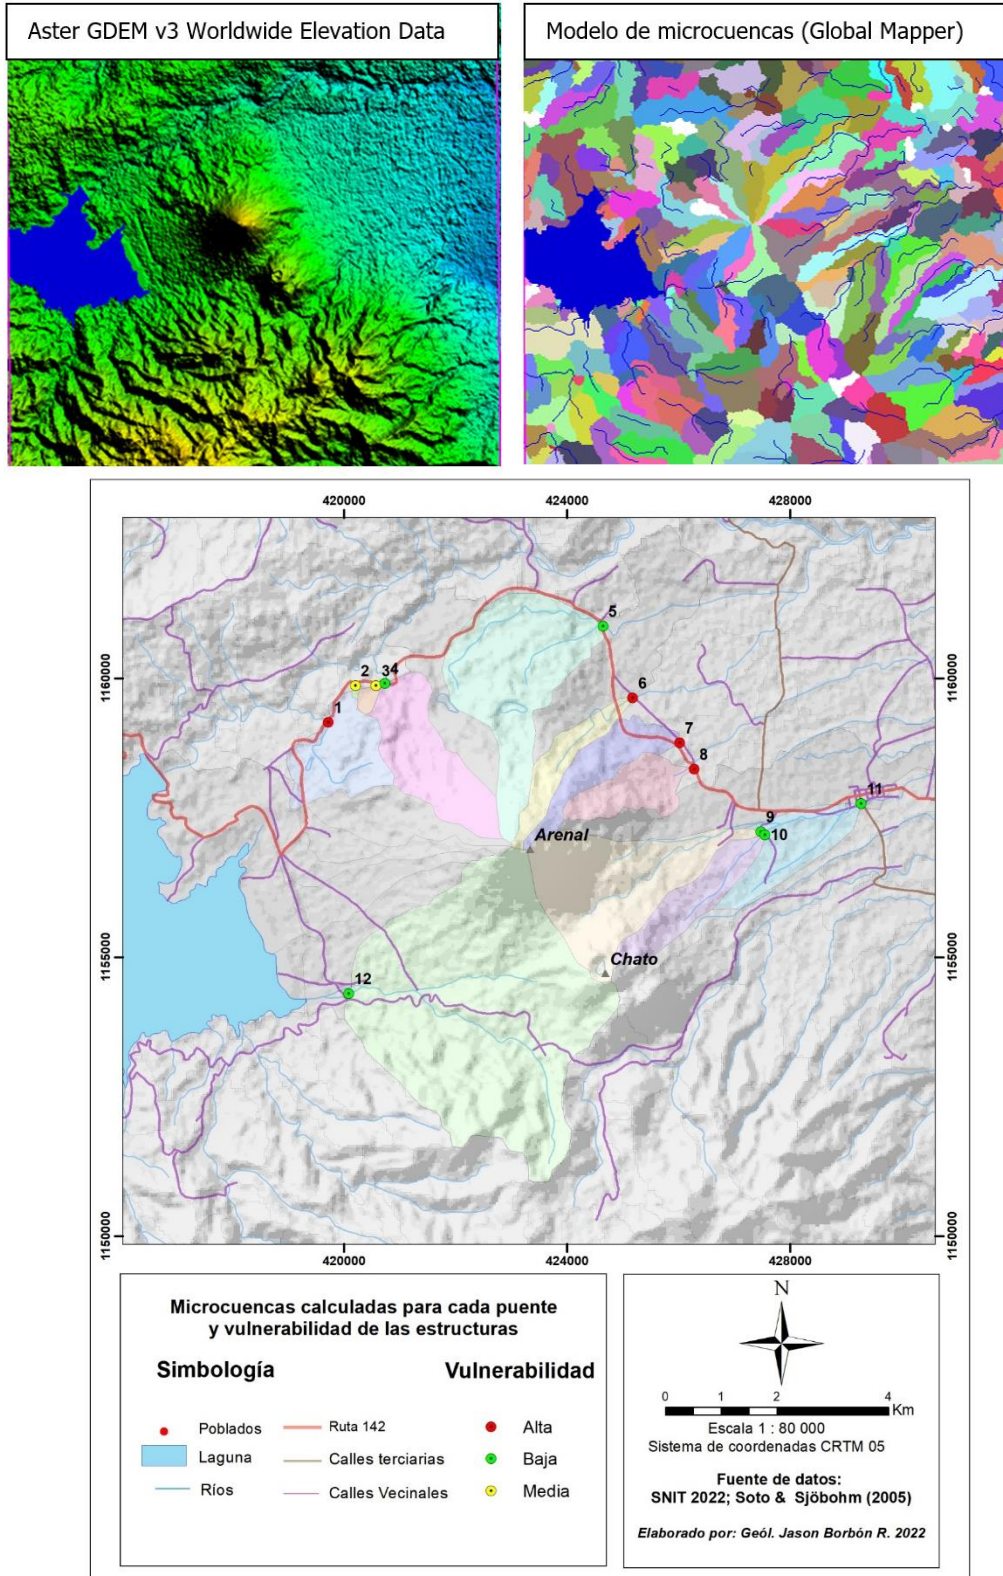 Aster GDEM v3 Worldwide Elevation Data
Modelo de microcuencas (Global Mapper)
420000 424000 428000
1160000
1155000
1150000
5
6
2 34
1
7
8
11
Arenal
9
10
Chato
12
420000 424000 428000
Microcuencas calculadas para cada puente
y vulnerabilidad de las estructuras
Simbología
Poblados
Laguna
Ríos
Ruta 142
Calles terciarias
Calles Vecinales
Vulnerabilidad
Alta
Baja
Media
N
0 1 2 4
Km
Escala 1 : 80 000
Sistema de coordenadas CRTM 05
Fuente de datos:
SNIT 2022; Soto & Sjöbohm (2005)
Elaborado por: Geól. Jason Borbón R. 2022